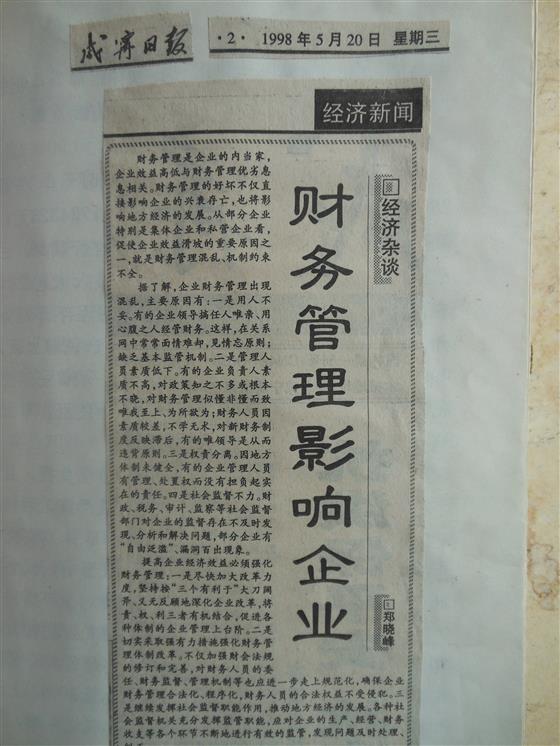 咸宁日报
·2· 1998年5月20日 星期三
经济新闻
经济杂谈
财务管理影响企业
郑晓峰
财务管理是企业的内当家,
企业效益高低与财务管理优劣息
息相关。财务管理的好坏不仅直
接影响企业的兴衰存亡,也将影
响地方经济的发展。从部分企业
特别是集体企业和私营企业看,
促使企业效益滑坡的重要原因之
一,就是财务管理混乱、机制约束
不全。
据了解,企业财务管理出现
混乱,主要原因有:一是用人不
妥。有的企业领导搞任人唯亲、用
心腹之人经管财务。这样,在关系
网中常常面情难却,见情忘原则;
缺乏基本监管机制。二是管理人
员素质低下。有的企业负责人素
质不高,对政策知之不多或根本
不晓,对财务管理似懂非懂而致
唯我至上、为所欲为;财务人员因
素质较差,不学无术,对新财务制
度反映滞后,有的唯领导是从而
违背原则。三是权责分离。因地方
体制未健全,有的企业管理人员
有管理、处置权而没有担负起实
在的责任。四是社会监督不力。财
政、税务、审计、监察等社会监督
部门对企业的监督存在不及时发
现、分析和解决问题,部分企业有
“自由泛滥”、漏洞百出现象。
提高企业经济效益必须强化
财务管理:一是尽快加大改革力
度,坚持按“三个有利于”大刀阔
斧、义无反顾地深化企业改革,将
责、权、利三者有机结合,促进各
种体制的企业管理上台阶。二是
切实采取强有力措施强化财务管
理体制改革。不仅加强财会法规
的修订和完善,对财务人员的委
任、财务监督、管理机制等也应进一步走上规范化,确保企业
财务管理合法化、程序化,财务人员的合法权益不受侵犯。三
是继续发挥社会监督职能作用,推动地方经济的发展。各种社
会监督机关充分发挥监管职能,应对企业的生产、经营、财务
收支等各个环节不断地进行有效的监管,发现问题及时处理、